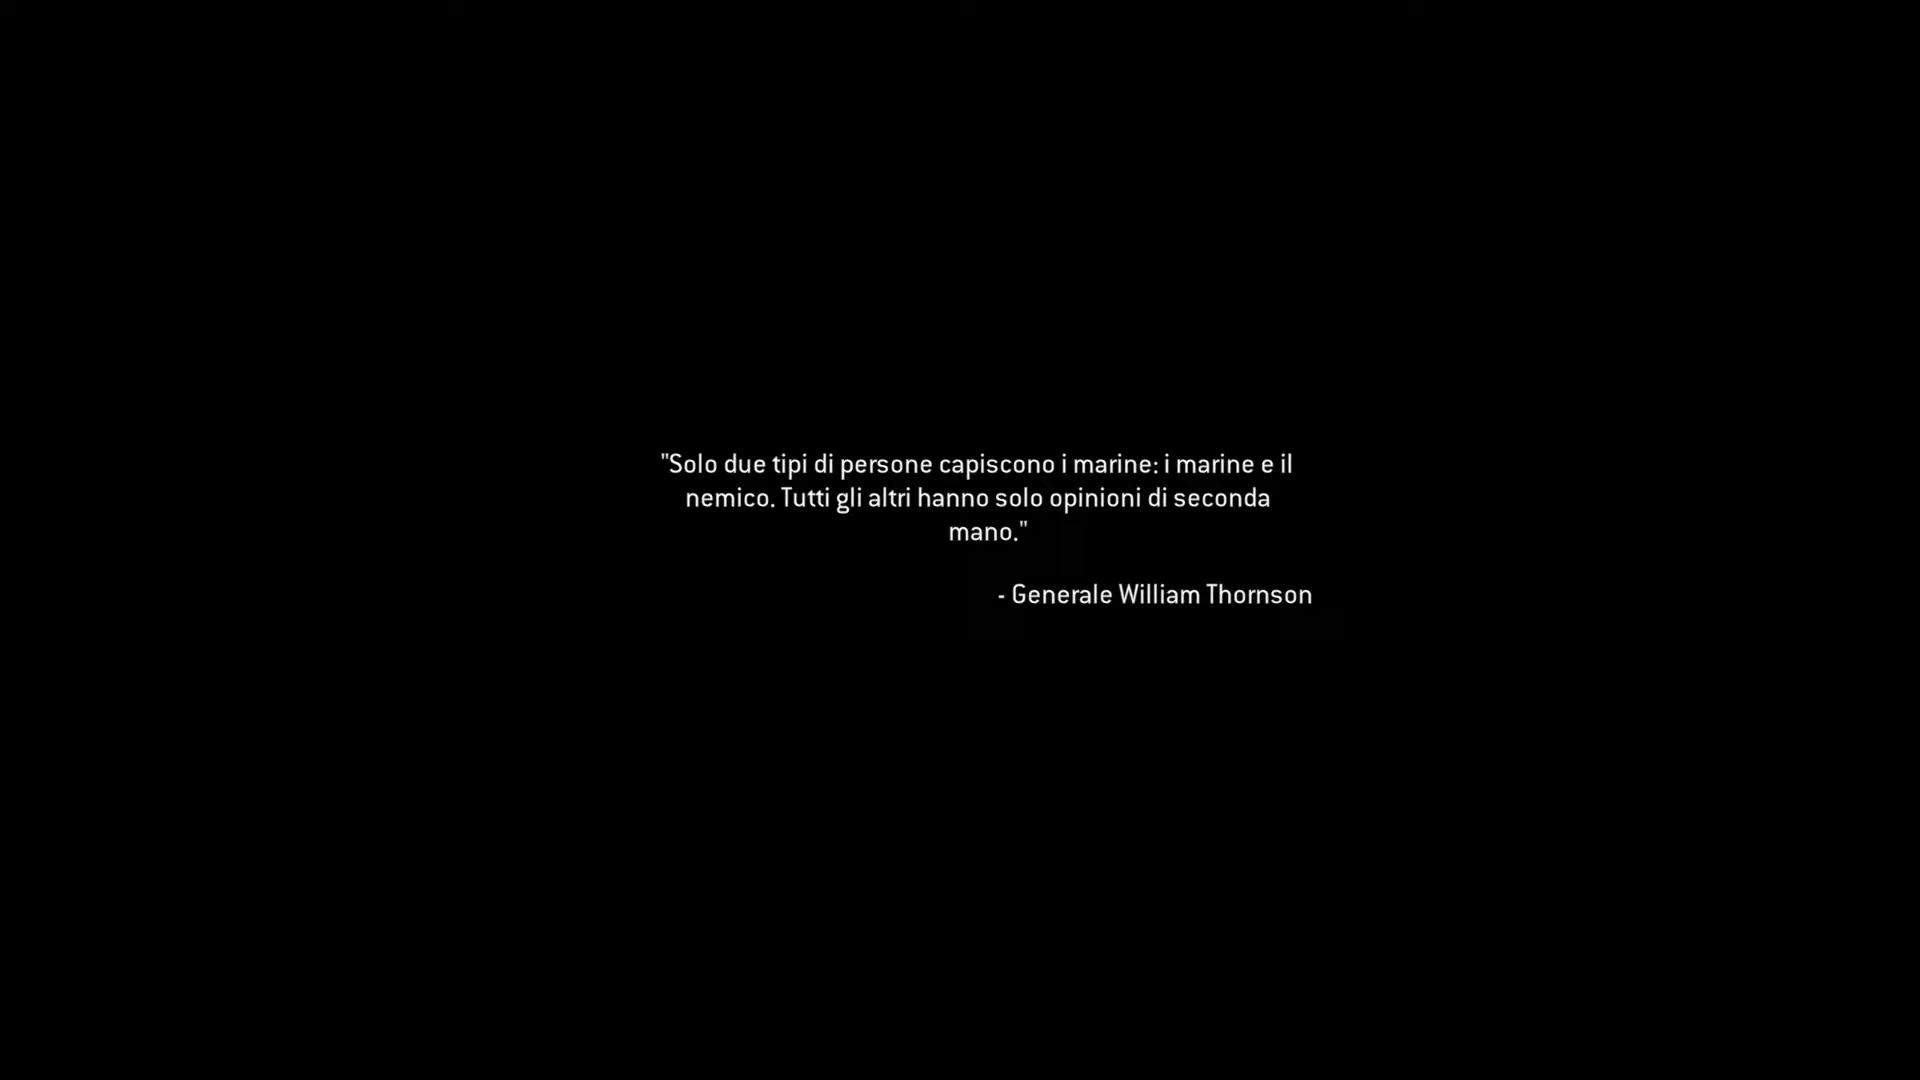 "Solo due tipi di persone capiscono i marine: i marine e il
nemico. Tutti gli altri hanno solo opinioni di seconda
mano."
- Generale William Thornson